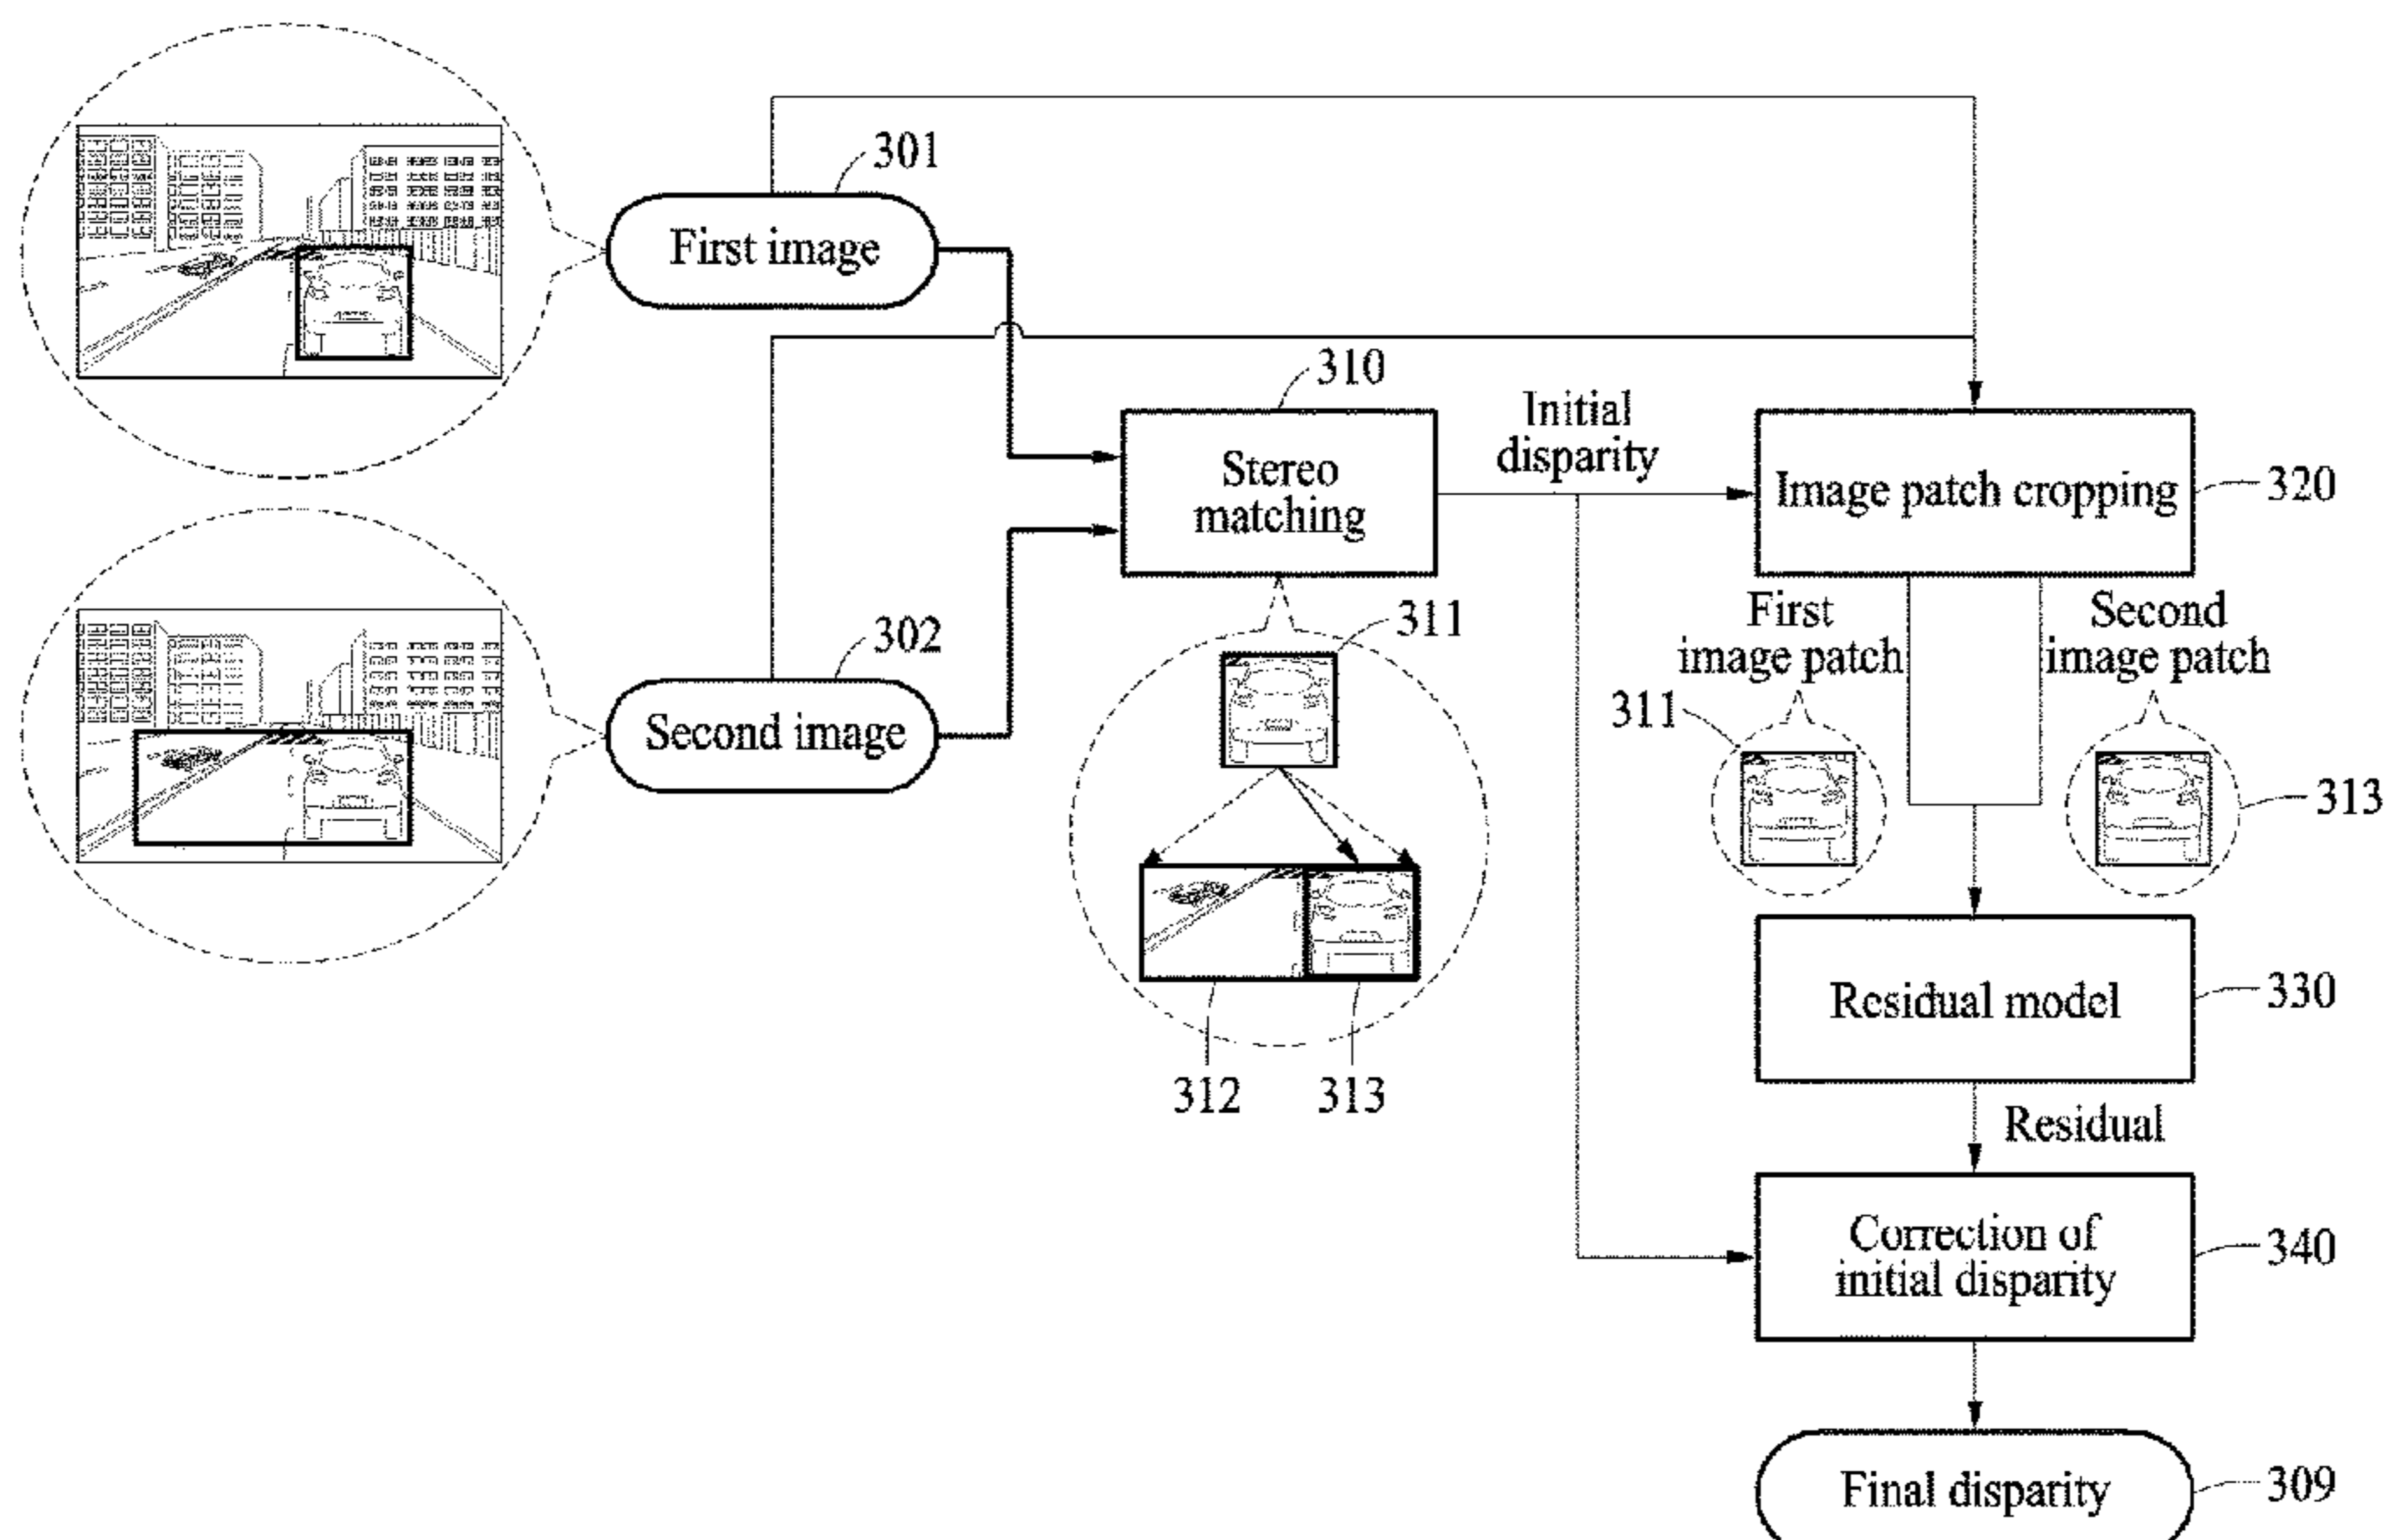 301
First image
310
Initial
disparity
Stereo
matching
Image patch cropping
320
302
Second image
311
First
image patch
Second
image patch
311
313
312
313
Residual model
330
Residual
Correction of
initial disparity
340
Final disparity
309